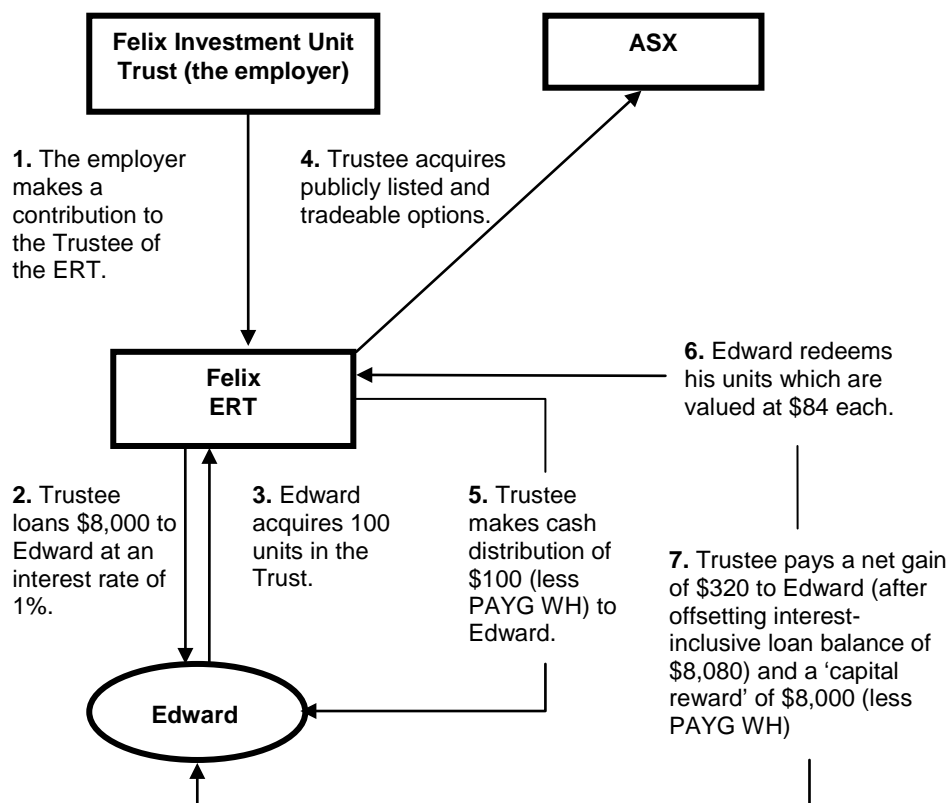 Felix Investment Unit
Trust (the employer)
ASX
1. The employer
makes a
contribution to
the Trustee of
the ERT.
4. Trustee acquires
publicly listed and
tradeable options.
Felix
ERT
6. Edward redeems
his units which are
valued at $84 each.
2. Trustee
loans $8,000 to
Edward at an
interest rate of
1%.
3. Edward
acquires 100
units in the
Trust.
5. Trustee
makes cash
distribution of
$100 (less
PAYG WH) to
Edward.
7. Trustee pays a net gain
of $320 to Edward (after
offsetting interest-
inclusive loan balance of
$8,080) and a ‘capital
reward’ of $8,000 (less
PAYG WH)
Edward